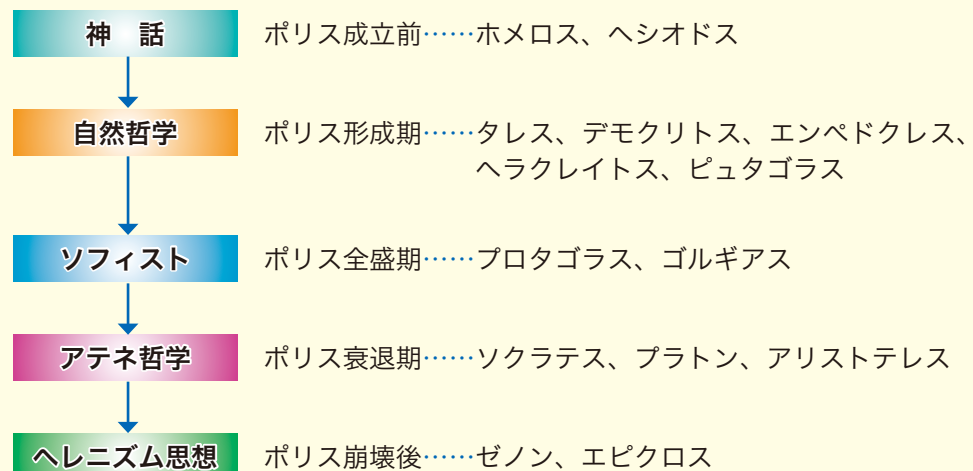 神　話　ポリス成立前……ホメロス、ヘシオドス
自然哲学　ポリス形成期……タレス、デモクリトス、エンペドクレス、
ヘラクレイトス、ピュタゴラス
ソフィスト　ポリス全盛期……プロタゴラス、ゴルギアス
アテネ哲学　ポリス衰退期……ソクラテス、プラトン、アリストテレス
ヘレニズム思想　ポリス崩壊後……ゼノン、エピクロス